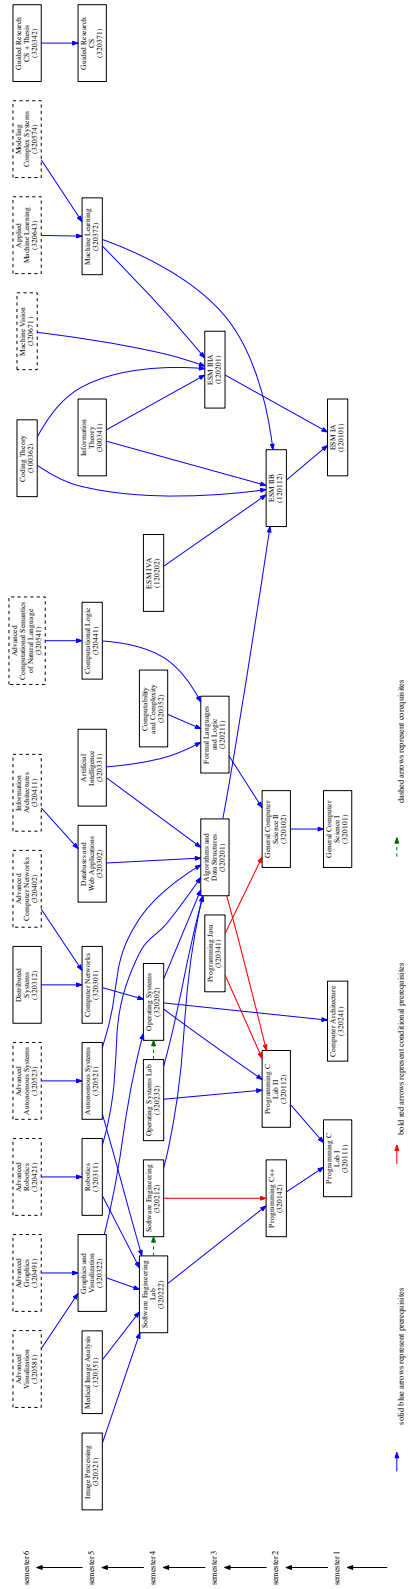 semester 6
Advanced
Visualization
(320581)
Advanced
Graphics
(320491)
Advanced
Robotics
(320421)
Advanced
Autonomous Systems
(320523)
Distributed
Systems
(320312)
Advanced
Computer Networks
(320402)
Information
Architectures
(320411)
Advanced
Computational Semantics
of Natural Language
(320541)
Coding Theory
(300362)
Machine Vision
(320671)
Applied
Machine Learning
(320643)
Modeling
Complex Systems
(320574)
Guided Research
CS + Thesis
(320342)
semester 5
Image Processing
(320321)
Medical Image Analysis
(320351)
Graphics and
Visualization
(320322)
Robotics
(320311)
Autonomous Systems
(320521)
Computer Networks
(320301)
Databases and
Web Applications
(320302)
Artificial
Intelligence
(320331)
Computational Logic
(320441)
Information
Theory
(300341)
Machine Learning
(320372)
Guided Research
CS
(320371)
semester 4
Software Engineering
Lab
(320222)
Software Engineering
(320212)
Operating Systems Lab
(320232)
Operating Systems
(320202)
Computability
and Complexity
(320352)
ESM IVA
(120202)
semester 3
Programming Java
(320341)
Algorithms and
Data Structures
(320201)
Formal Languages
and Logic
(320211)
ESM IIIA
(120201)
semester 2
Programming C++
(320142)
Programming C
Lab II
(320112)
General Computer
Science II
(320102)
ESM IIB
(120112)
semester 1
Programming C
Lab I
(320111)
Computer Architecture
(320241)
General Computer
Science I
(320101)
ESM IA
(120101)
solid blue arrows represent prerequisites
bold red arrows represent conditional prerequisites
dashed arrows represent corequisites